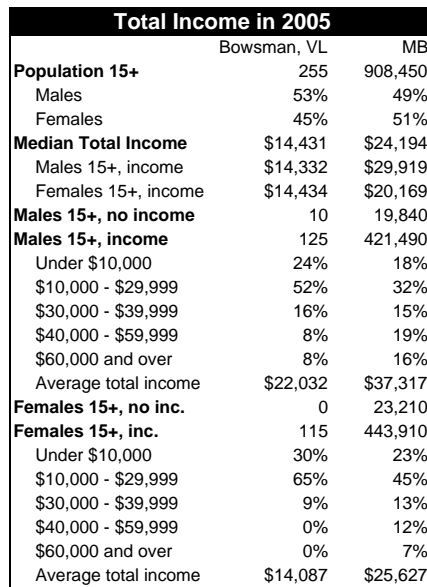 Total Income in 2005
Bowsman, VL MB
Population 15+ 255 908,450
Males 53% 49%
Females 45% 51%
Median Total Income $14,431 $24,194
Males 15+, income $14,332 $29,919
Females 15+, income $14,434 $20,169
Males 15+, no income 10 19,840
Males 15+, income 125 421,490
Under $10,000 24% 18%
$10,000 - $29,999 52% 32%
$30,000 - $39,999 16% 15%
$40,000 - $59,999 8% 19%
$60,000 and over 8% 16%
Average total income $22,032 $37,317
Females 15+, no inc. 0 23,210
Females 15+, inc. 115 443,910
Under $10,000 30% 23%
$10,000 - $29,999 65% 45%
$30,000 - $39,999 9% 13%
$40,000 - $59,999 0% 12%
$60,000 and over 0% 7%
Average total income $14,087 $25,627